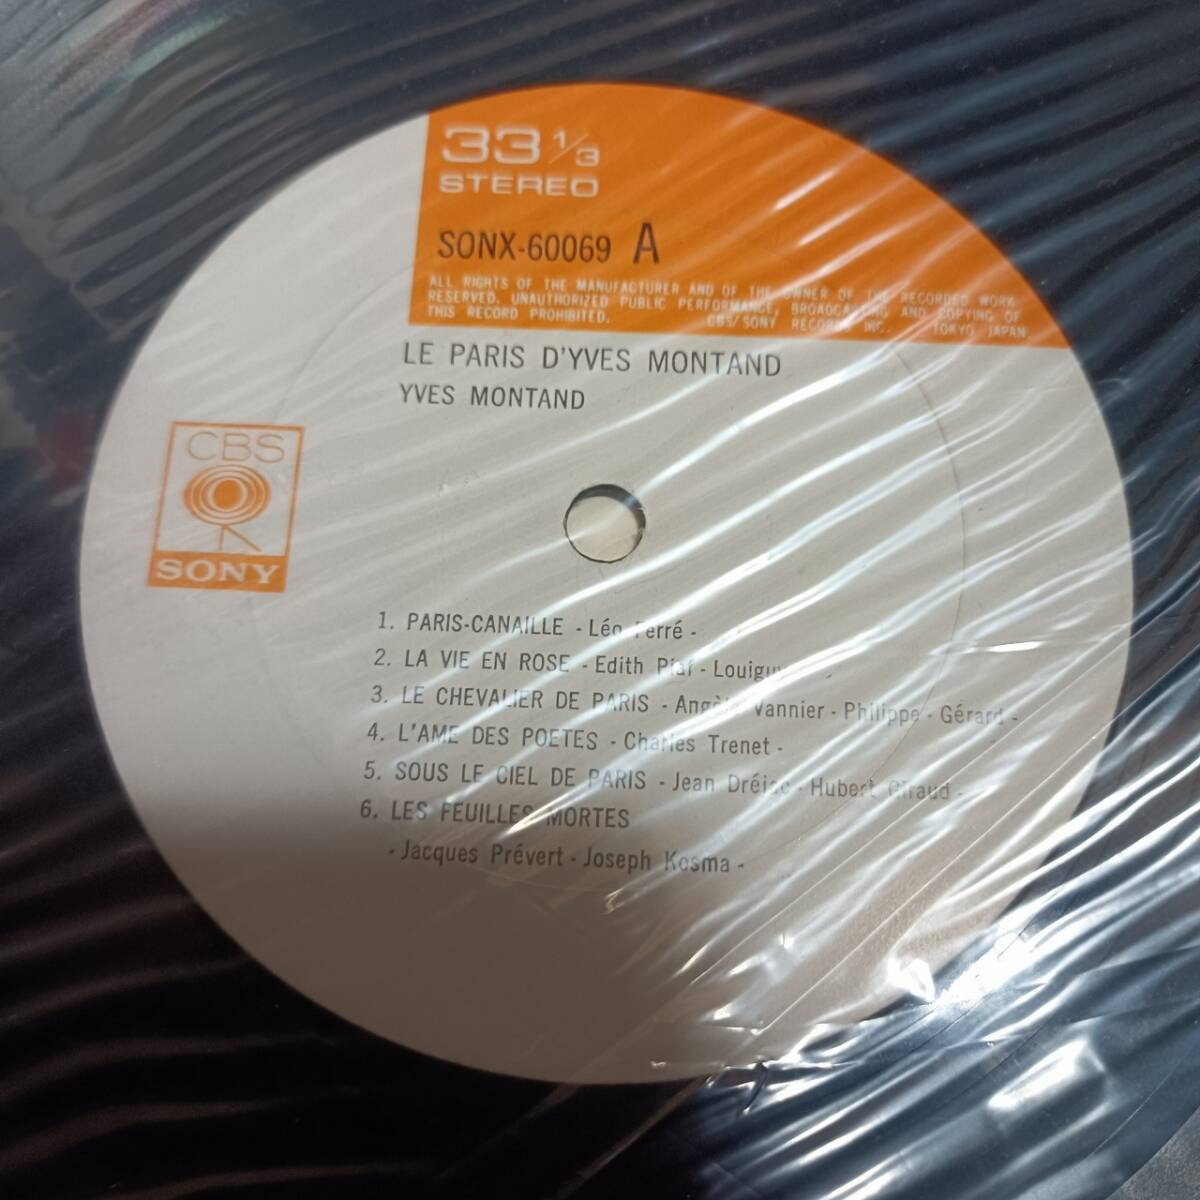 33 1/3
STEREO
SONX-60069 A
ALL RIGHTS OF THE MANUFACTURER AND OF THE OWNER OF THE RECORDED WORK
RESERVED. UNAUTHORIZED PUBLIC PERFORMANCE, BROADCASTING AND COPYING OF
THIS RECORD PROHIBITED. CBS/SONY RECORDS INC. TOKYO JAPAN.
LE PARIS D'YVES MONTAND
YVES MONTAND
CBS
SONY
1. PARIS-CANAILLE - Léo Ferré -
2. LA VIE EN ROSE - Edith Piaf - Louiguy
3. LE CHEVALIER DE PARIS - Angèle Vannier - Philippe - Gérard -
4. L'AME DES POETES - Charles Trenet -
5. SOUS LE CIEL DE PARIS - Jean Dréjac - Hubert Giraud -
6. LES FEUILLES MORTES
- Jacques Prévert - Joseph Kosma -